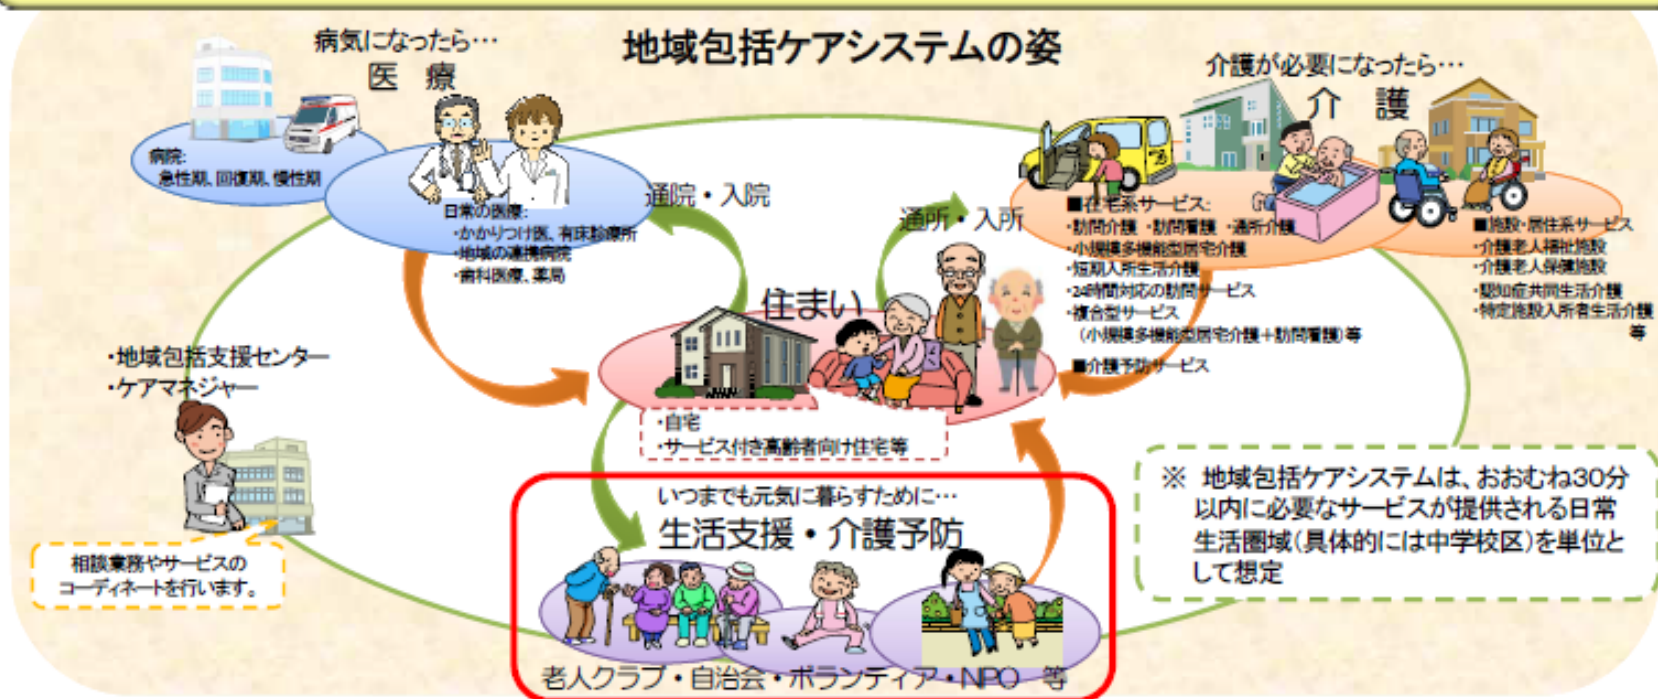 地域包括ケアシステムの姿
病気になったら…
医 療
病院:
急性期、回復期、慢性期
日常の医療:
・かかりつけ医、有床診療所
・地域の連携病院
・歯科医療、薬局
通院・入院
通所・入所
介護が必要になったら…
介 護
■在宅系サービス:
・訪問介護 ・訪問看護 ・通所介護
・小規模多機能型居宅介護
・短期入所生活介護
・24時間対応の訪問サービス
・複合型サービス
(小規模多機能型居宅介護+訪問看護)等
■介護予防サービス
■施設・居住系サービス
・介護老人福祉施設
・介護老人保健施設
・認知症共同生活介護
・特定施設入所者生活介護
等
住まい
・自宅
・サービス付き高齢者向け住宅等
・地域包括支援センター
・ケアマネジャー
相談業務やサービスの
コーディネートを行います。
いつまでも元気に暮らすために…
生活支援・介護予防
老人クラブ・自治会・ボランティア・NPO 等
※ 地域包括ケアシステムは、おおむね30分
以内に必要なサービスが提供される日常
生活圏域(具体的には中学校区)を単位と
して想定